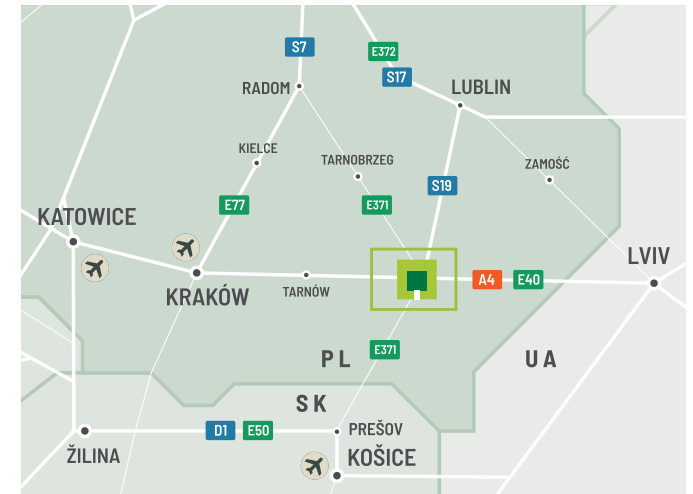 S7
E372
S17
RADOM
LUBLIN
KIELCE
TARNOBRZEG
ZAMOŚĆ
S19
E77
E371
KATOWICE
LVIV
KRAKÓW
TARNÓW
A4
E40
PL
E371
UA
SK
D1
E50
PREŠOV
ŽILINA
KOŠICE